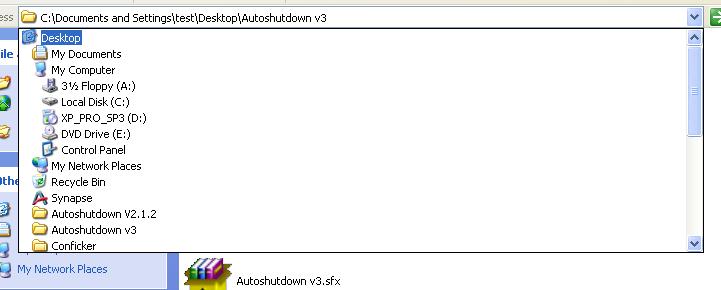 ess
C:\Documents and Settings\test\Desktop\Autoshutdown v3
Desktop
My Documents
My Computer
3½ Floppy (A:)
Local Disk (C:)
XP_PRO_SP3 (D:)
DVD Drive (E:)
Control Panel
My Network Places
Recycle Bin
Synapse
Autoshutdown V2.1.2
Autoshutdown v3
Conficker
ile a
Othe
My Network Places
Autoshutdown v3.sfx